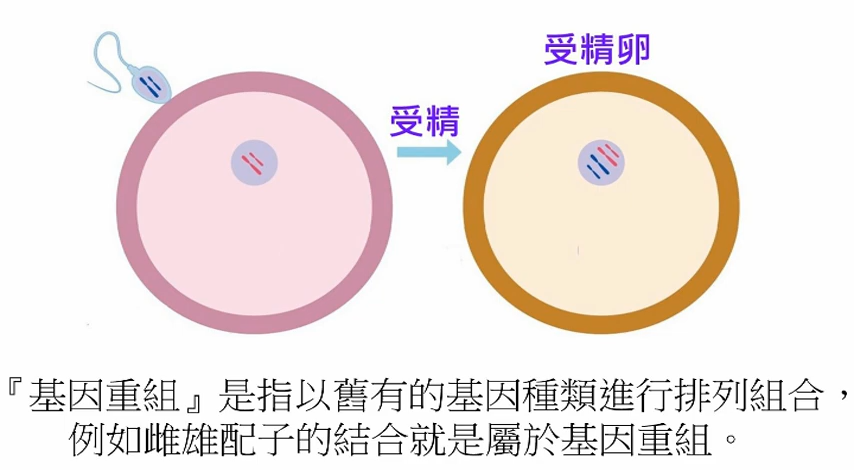 受精卵
受精
『基因重組』是指以舊有的基因種類進行排列組合，
例如雌雄配子的結合就是屬於基因重組。